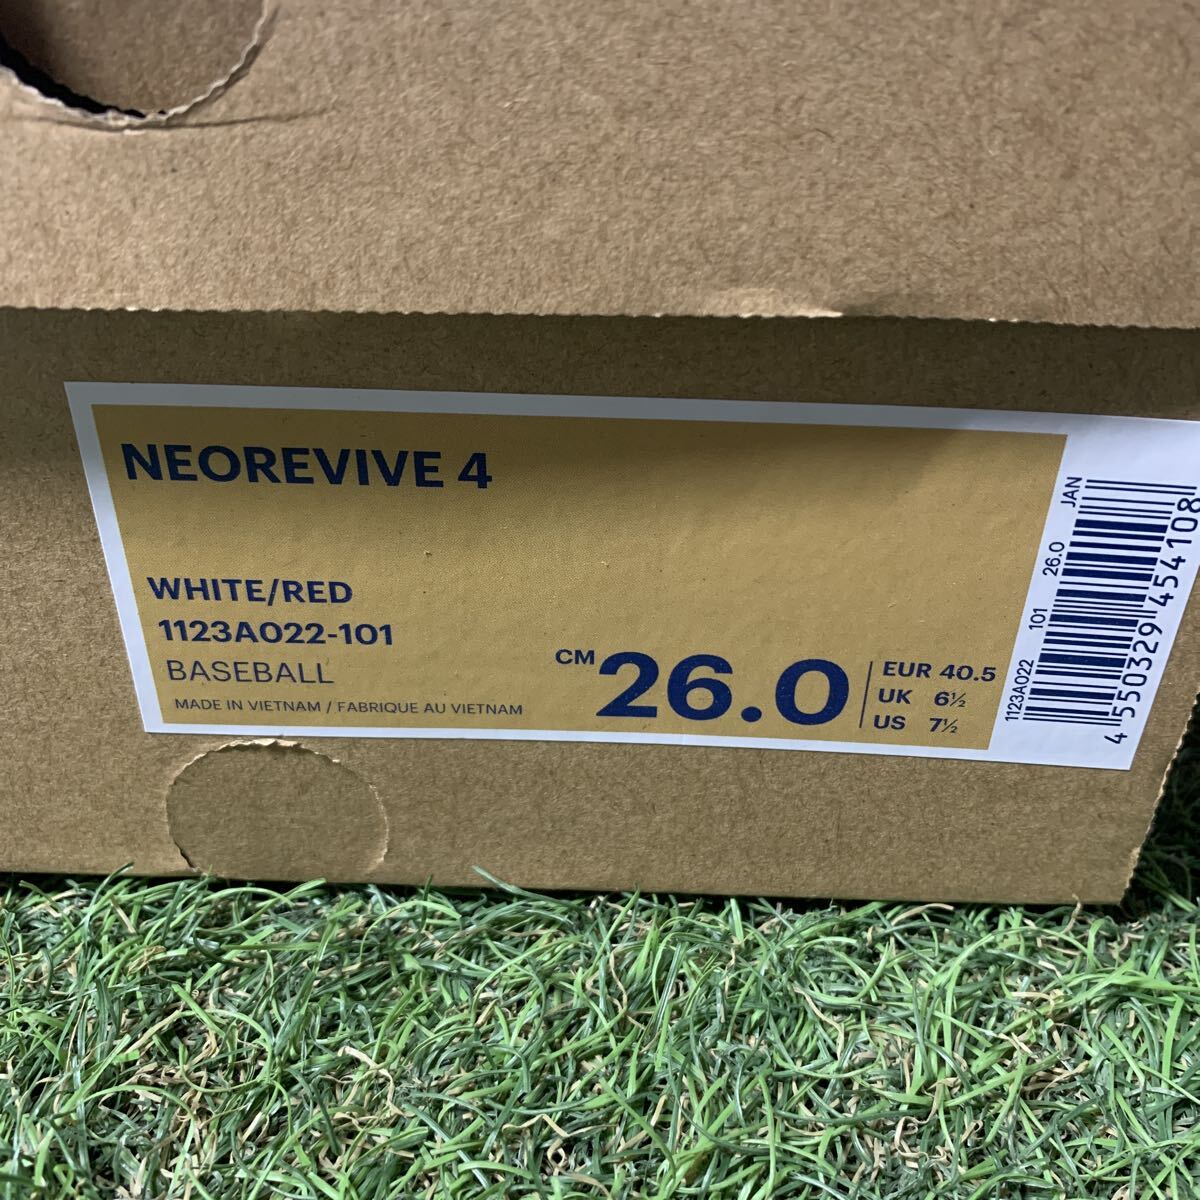 NEOREVIVE 4
WHITE/RED
1123A022-101
BASEBALL
MADE IN VIETNAM / FABRIQUE AU VIETNAM
CM 26.0
EUR 40.5
UK 6½
US 7½
1123A022 101 26.0 JAN
4 550329 454108